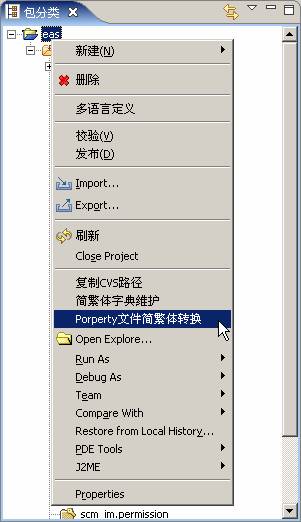 包分类
eas
新建(N)
删除
多语言定义
校验(V)
发布(D)
Import...
Export...
刷新
Close Project
复制CVS路径
简繁体字典维护
Porperty文件简繁体转换
Open Explore...
Run As
Debug As
Team
Compare With
Restore from Local History...
PDE Tools
J2ME
Properties
scm_im.permission